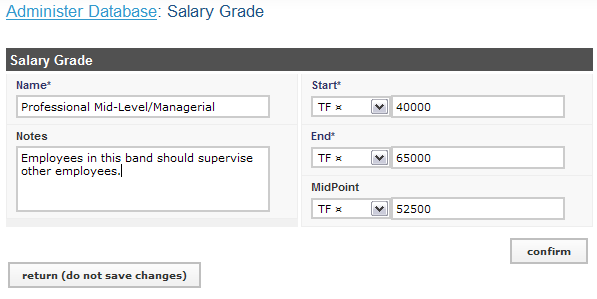 Administer Database: Salary Grade
Salary Grade
Name*
Professional Mid-Level/Managerial
Notes
Employees in this band should supervise
other employees.
Start*
TF ¤ 40000
End*
TF ¤ 65000
MidPoint
TF ¤ 52500
confirm
return (do not save changes)